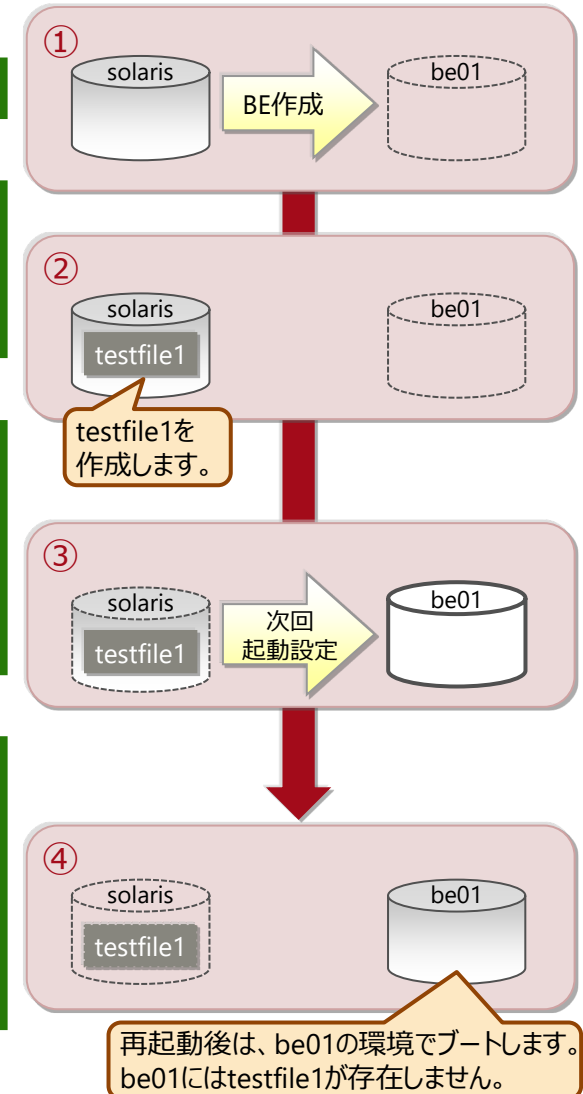 ①
solaris
BE作成
be01
②
solaris
testfile1
be01
testfile1を
作成します。
③
solaris
testfile1
次回
起動設定
be01
④
solaris
testfile1
be01
再起動後は、be01の環境でブートします。
be01にはtestfile1が存在しません。